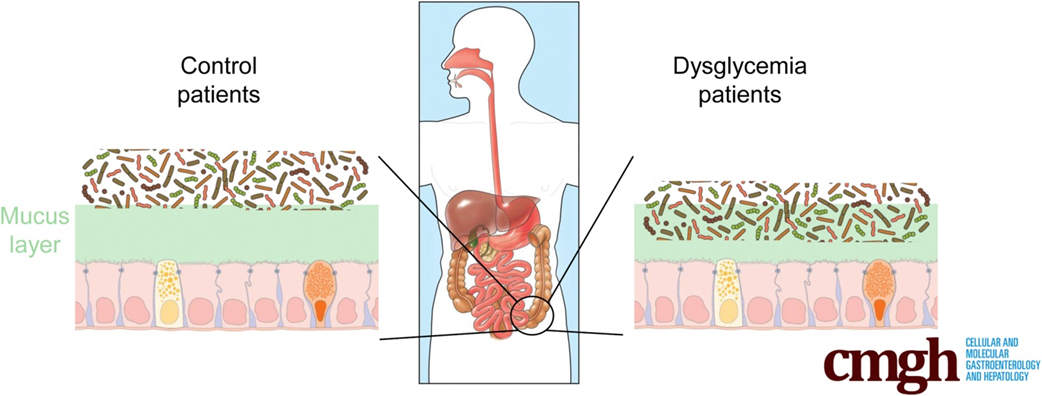 Control
patients
Dysglycemia
patients
Mucus
layer
cmgh
CELLULAR AND
MOLECULAR
GASTROENTEROLOGY
AND HEPATOLOGY